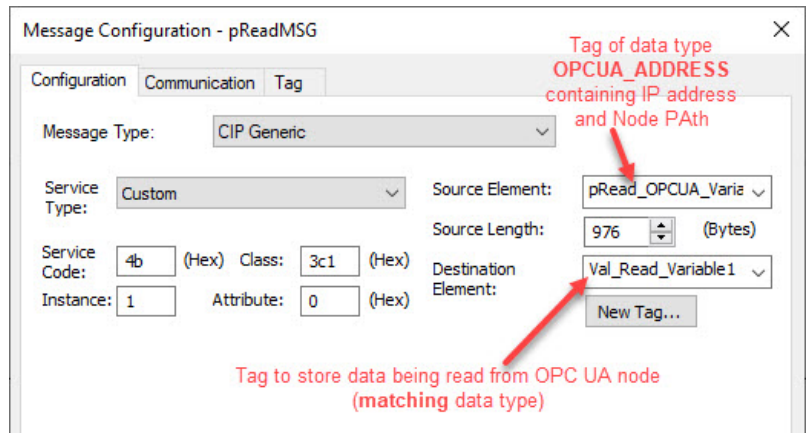 Message Configuration - pReadMSG
Tag of data type
OPCUA_ADDRESS
containing IP address
and Node PAth
Configuration Communication Tag
Message Type: CIP Generic
Service Type: Custom
Source Element: pRead_OPCUA_Varia
Source Length: 976 (Bytes)
Service Code: 4b (Hex) Class: 3c1 (Hex)
Destination Element: Val_Read_Variable1
Instance: 1 Attribute: 0 (Hex)
New Tag...
Tag to store data being read from OPC UA node
(matching data type)